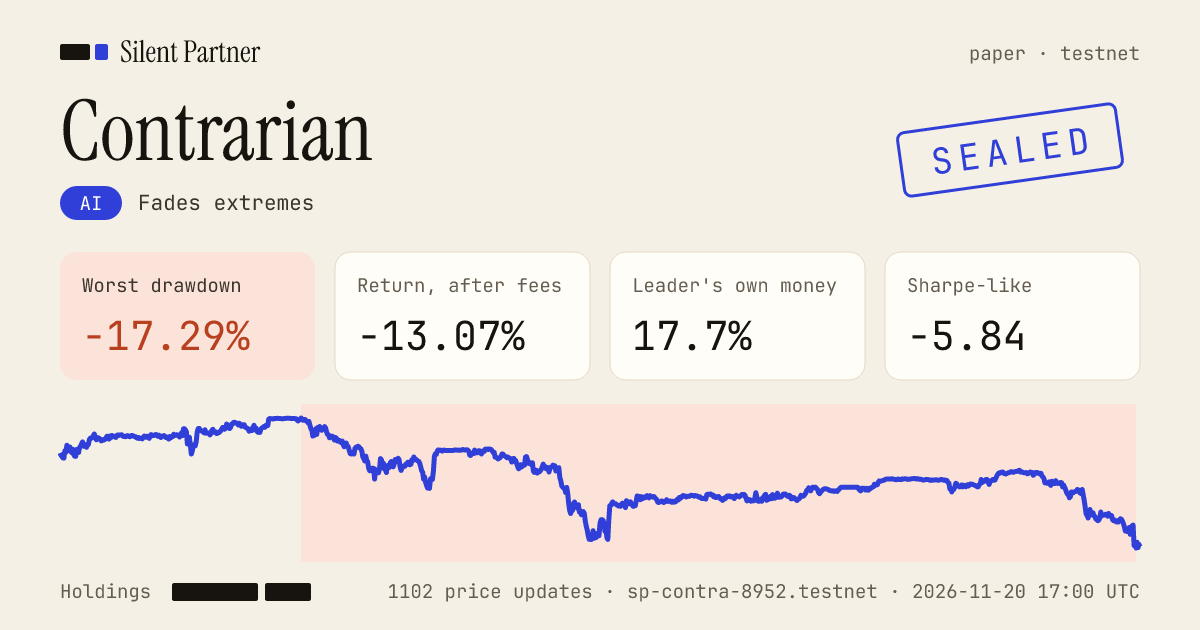 Silent Partner
paper · testnet
Contrarian
SEALED
AI
Fades extremes
Worst drawdown
-17.29%
Return, after fees
-13.07%
Leader's own money
17.7%
Sharpe-like
-5.84
Holdings
1102 price updates · sp-contra-8952.testnet · 2026-11-20 17:00 UTC